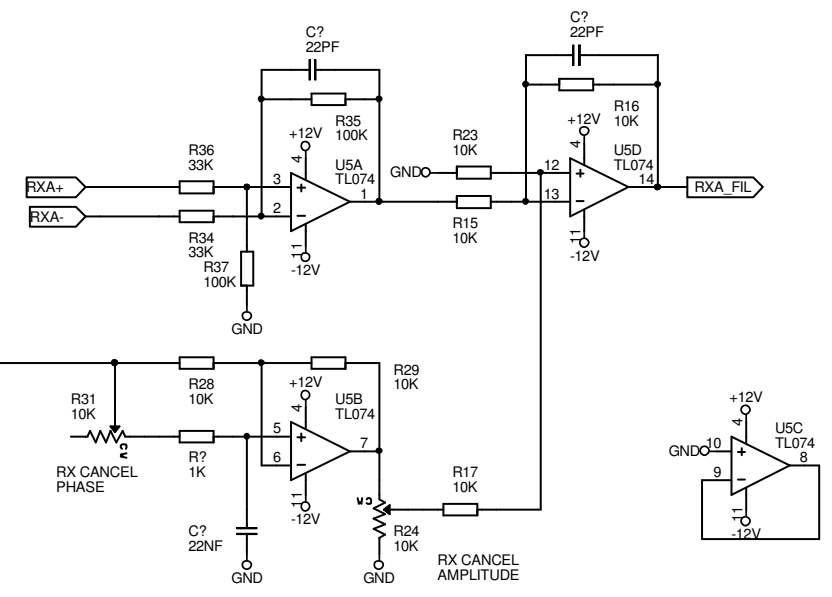 C?
22PF
R35
100K
+12V
4
R36
33K
RXA+
3
+
U5A
TL074
1
RXA-
2
−
R34
33K
R37
100K
11
-12V
GND
C?
22PF
R16
10K
+12V
4
R23
10K
GND
12
+
U5D
TL074
14
RXA_FIL
13
−
R15
10K
11
-12V
R31
10K
CW
RX CANCEL
PHASE
R28
10K
R29
10K
+12V
4
U5B
TL074
R?
1K
5
+
7
6
−
11
-12V
C?
22NF
GND
CW
R24
10K
GND
R17
10K
RX CANCEL
AMPLITUDE
+12V
4
U5C
TL074
GND
10
+
8
9
−
11
-12V